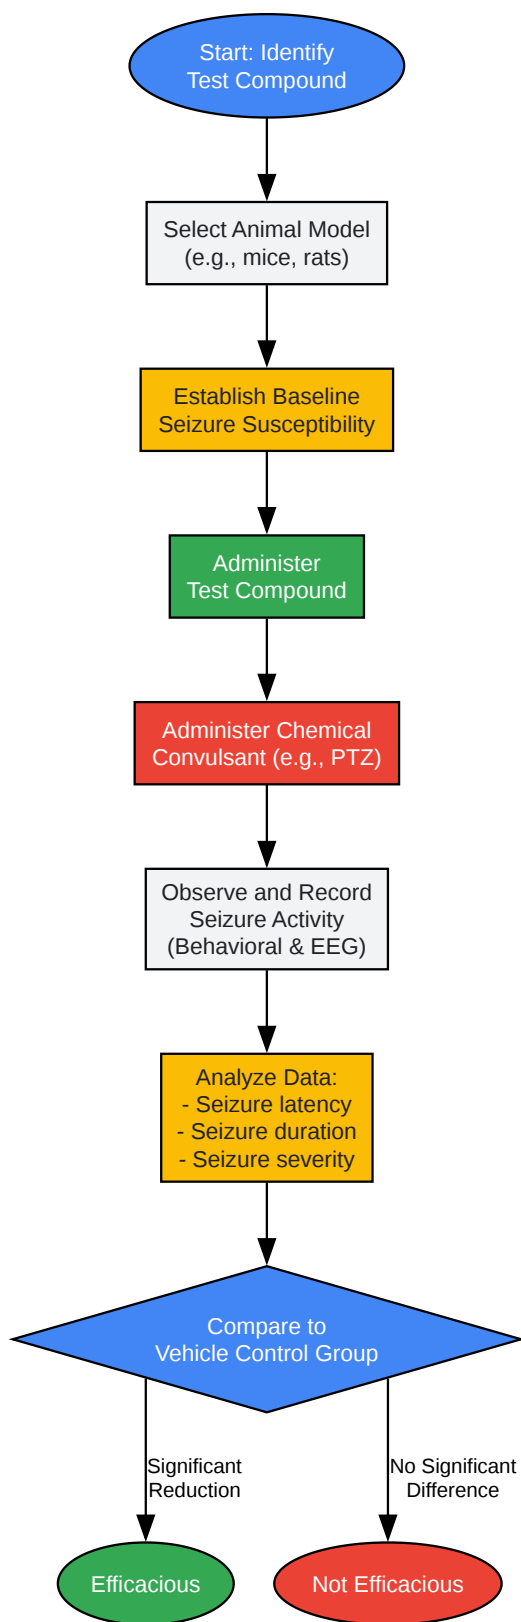 Start: Identify
Test Compound
Select Animal Model
(e.g., mice, rats)
Establish Baseline
Seizure Susceptibility
Administer
Test Compound
Administer Chemical
Convulsant (e.g., PTZ)
Observe and Record
Seizure Activity
(Behavioral & EEG)
Analyze Data:
- Seizure latency
- Seizure duration
- Seizure severity
Compare to
Vehicle Control Group
Significant
Reduction
No Significant
Difference
Efficacious
Not Efficacious